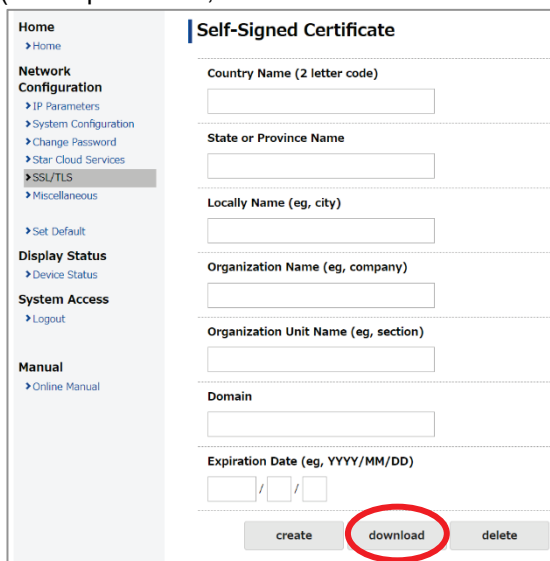 Home
>Home
Network
Configuration
>IP Parameters
>System Configuration
>Change Password
>Star Cloud Services
>SSL/TLS
>Miscellaneous
>Set Default
Display Status
>Device Status
System Access
>Logout
Manual
>Online Manual
Self-Signed Certificate
Country Name (2 letter code)
State or Province Name
Locally Name (eg, city)
Organization Name (eg, company)
Organization Unit Name (eg, section)
Domain
Expiration Date (eg, YYYY/MM/DD)
/ /
create download delete